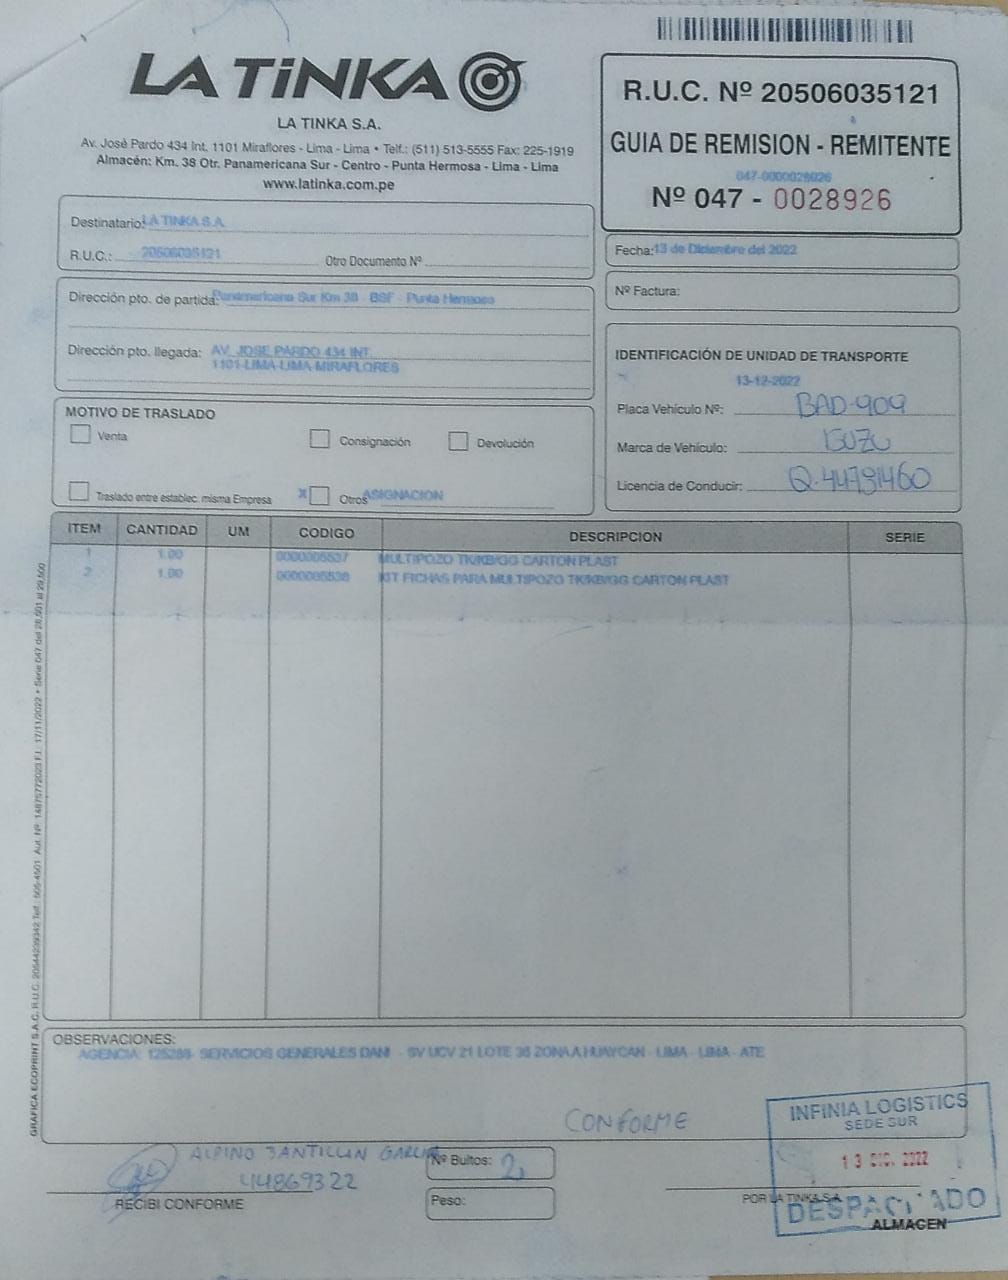 LA TiNKA
LA TINKA S.A.
Av. José Pardo 434 Int. 1101 Miraflores - Lima - Lima • Telf.: (511) 513-5555 Fax: 225-1919
Almacén: Km. 38 Otr. Panamericana Sur - Centro - Punta Hermosa - Lima - Lima
www.latinka.com.pe
R.U.C. Nº 20506035121
GUIA DE REMISION - REMITENTE
047-0000028926
Nº 047 - 0028926
Destinatario: LA TINKA S.A.
R.U.C.: 20506035121 Otro Documento Nº
Fecha: 13 de Diciembre del 2022
Nº Factura:
Dirección pto. de partida: Panamericana Sur Km 38 - BSF - Punta Hermosa
Dirección pto. llegada: AV. JOSE PARDO 434 INT.
1101-LIMA-LIMA-MIRAFLORES
IDENTIFICACIÓN DE UNIDAD DE TRANSPORTE
13-12-2022
Placa Vehículo Nº: BAD-909
Marca de Vehículo: ISUZU
Licencia de Conducir: Q.44791460
MOTIVO DE TRASLADO
Venta Consignación Devolución
Traslado entre establec. misma Empresa X Otros ASIGNACION
ITEM CANTIDAD UM CODIGO DESCRIPCION SERIE
1 1.00 0000005537 MULTIPOZO TK/KB/GG CARTON PLAST
2 1.00 0000005538 KIT FICHAS PARA MULTIPOZO TK/KB/GG CARTON PLAST
GRAFICA ECOPRINT S.A.C. R.U.C. 20544239342 Telf.: 505-4501 Aut. Nº: 14875772023 F.I.: 17/11/2022 • Serie 047 del 28,501 al 29,500
OBSERVACIONES:
AGENCIA: 125288- SERVICIOS GENERALES DANI - SV UCV 21 LOTE 35 ZONA A HUAYCAN - LIMA - LIMA - ATE
CONFORME
INFINIA LOGISTICS
SEDE SUR
13 DIC. 2022
DESPACHADO
ALPINO SANTILLAN GARCIA
44869322
RECIBI CONFORME
Nº Bultos: 2
Peso:
POR LA TINKA S.A.
ALMACEN